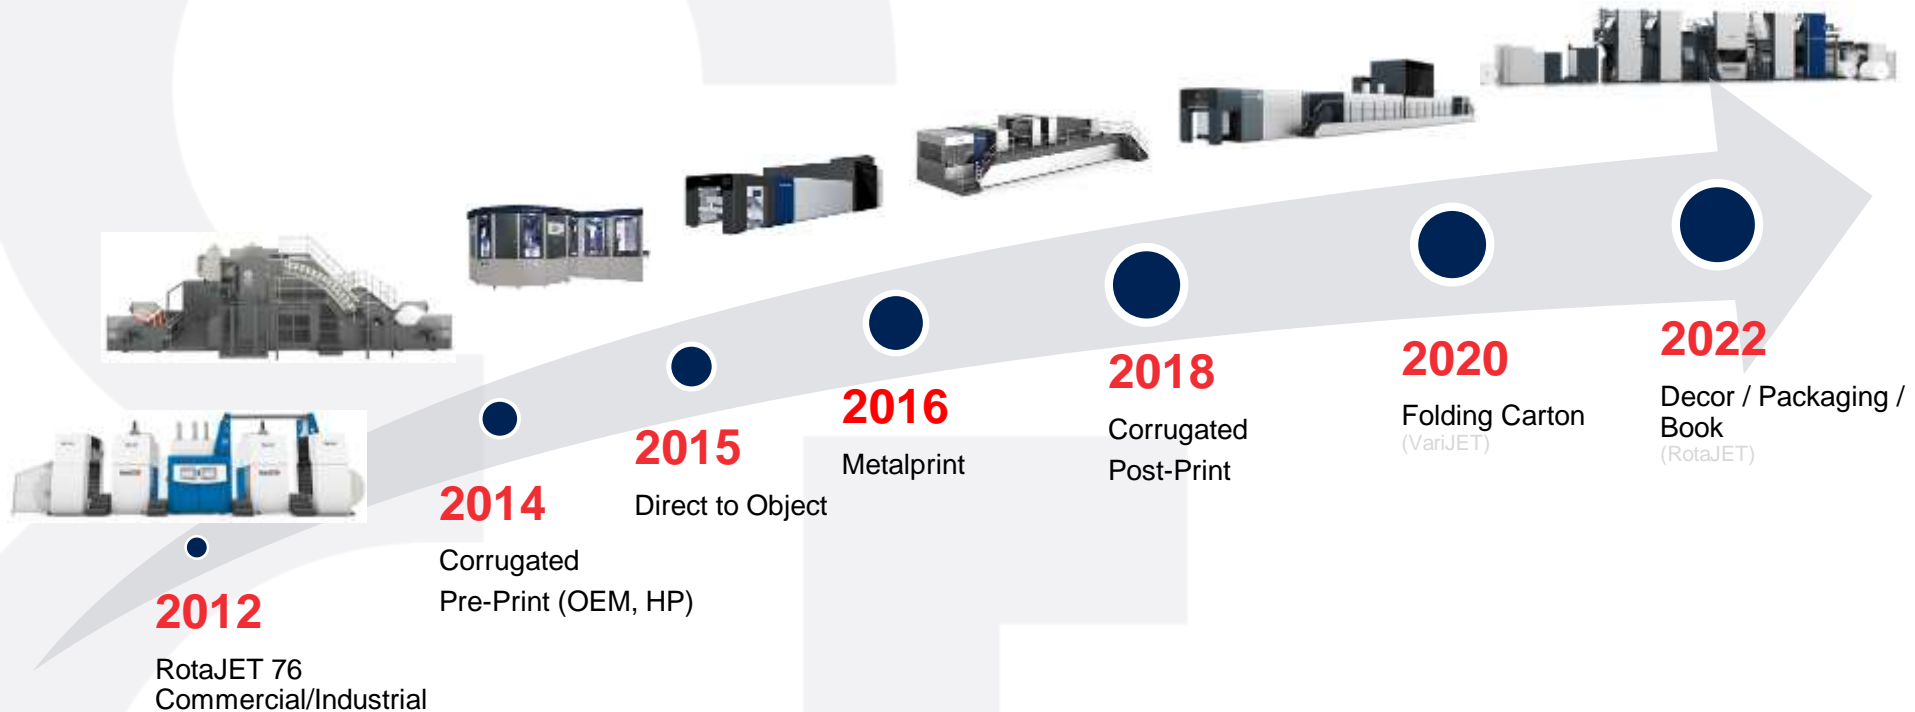 2012
RotaJET 76
Commercial/Industrial
2014
Corrugated
Pre-Print (OEM, HP)
2015
Direct to Object
2016
Metalprint
2018
Corrugated
Post-Print
2020
Folding Carton
(VariJET)
2022
Decor / Packaging /
Book
(RotaJET)